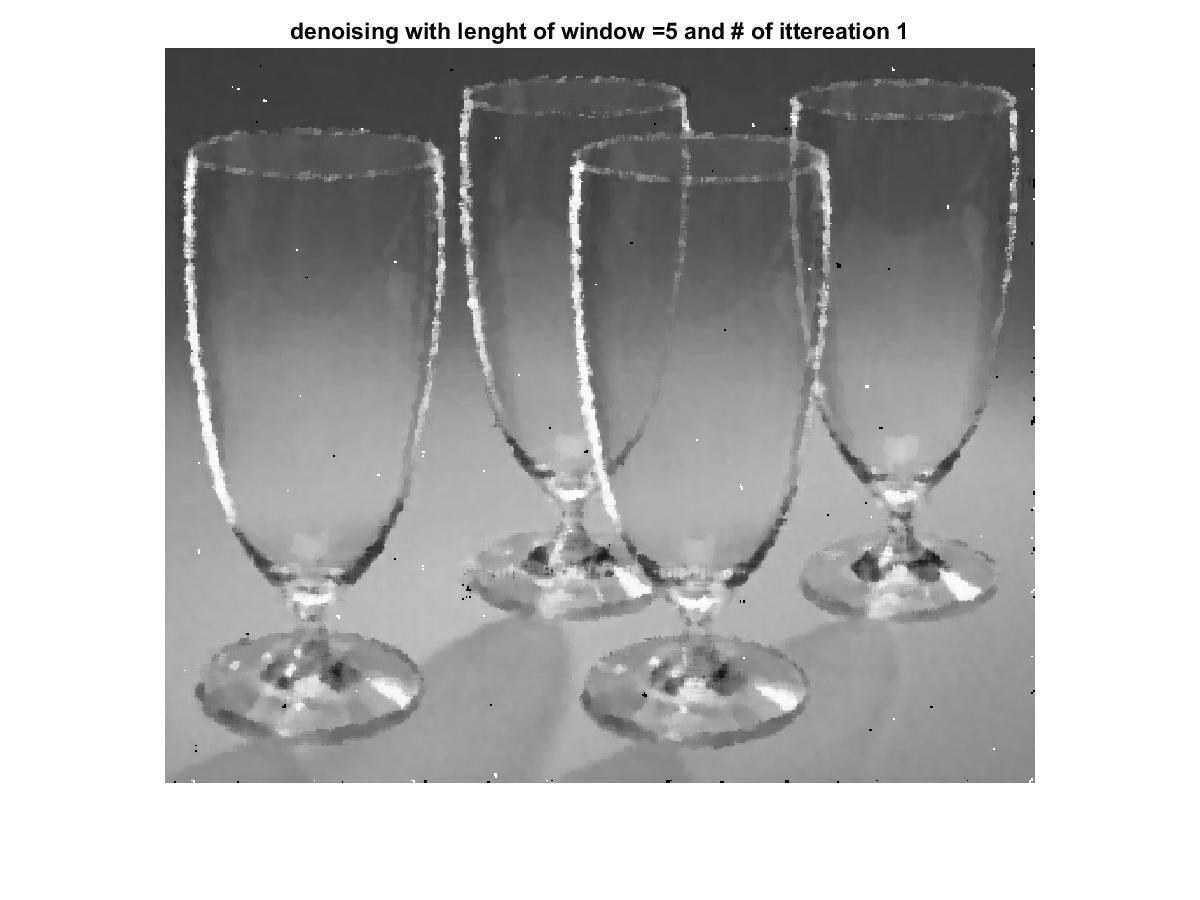 denoising with lenght of window =5 and # of ittereation 1